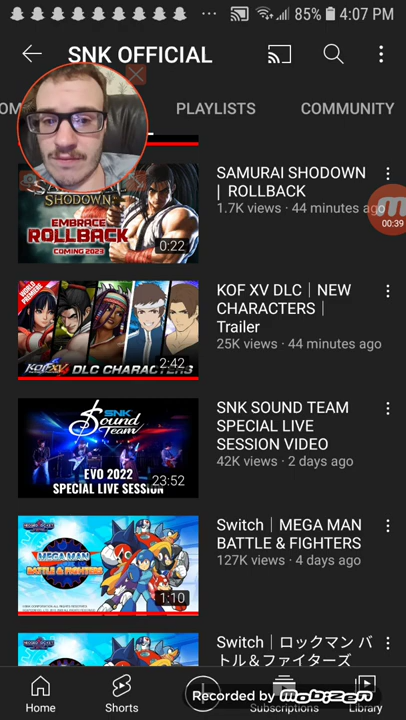 85% 4:07 PM
SNK OFFICIAL
PLAYLISTS COMMUNITY
SAMURAI SHODOWN
| ROLLBACK
1.7K views · 44 minutes ago
SHODOWN
EMBRACE
ROLLBACK
COMING 2023
0:22
00:39
KOF XV DLC｜NEW
CHARACTERS｜
Trailer
25K views · 44 minutes ago
WORLD
PREMIERE
KOF XV DLC CHARACTERS
2:42
SNK SOUND TEAM
SPECIAL LIVE
SESSION VIDEO
42K views · 2 days ago
SNK
Sound
Team
EVO 2022
SPECIAL LIVE SESSION
23:52
Switch｜MEGA MAN
BATTLE & FIGHTERS
127K views · 4 days ago
MEGA MAN
BATTLE & FIGHTERS
1:10
Switch｜ロックマン バ
トル＆ファイターズ
Home Shorts Subscriptions Library
Recorded by mobizen